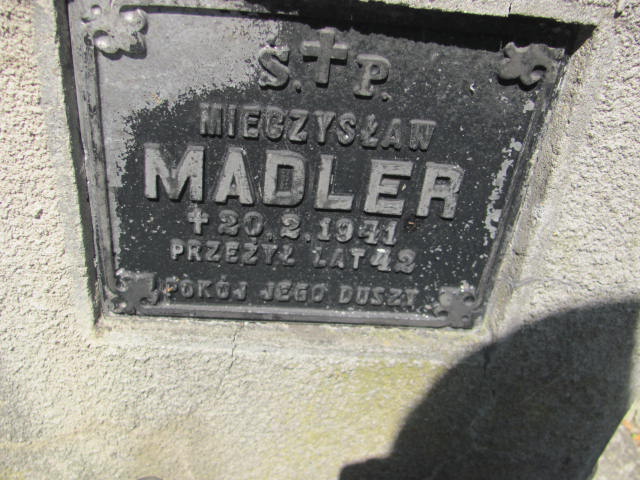 S.✝P.
MIECZYSŁAW
MADLER
✝ 20.2.1941
PRZEŻYŁ LAT 42
POKÓJ JEGO DUSZY